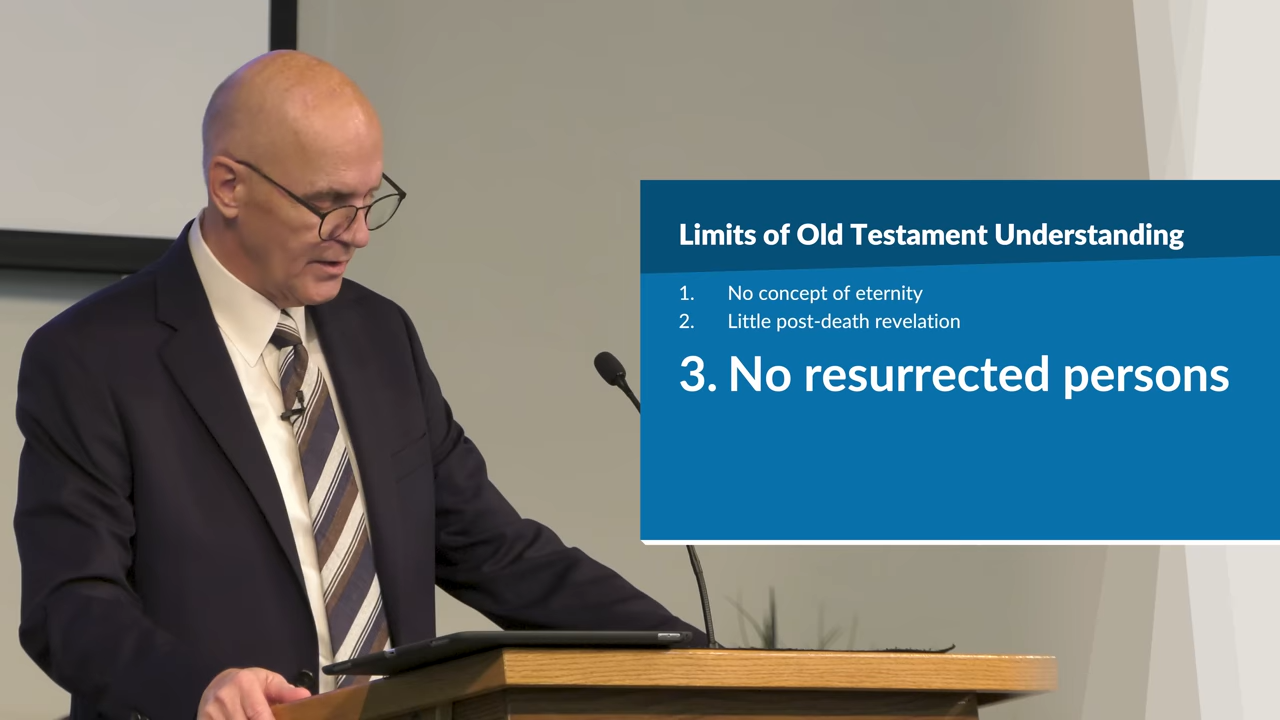 Limits of Old Testament Understanding
1. No concept of eternity
2. Little post-death revelation
3. No resurrected persons